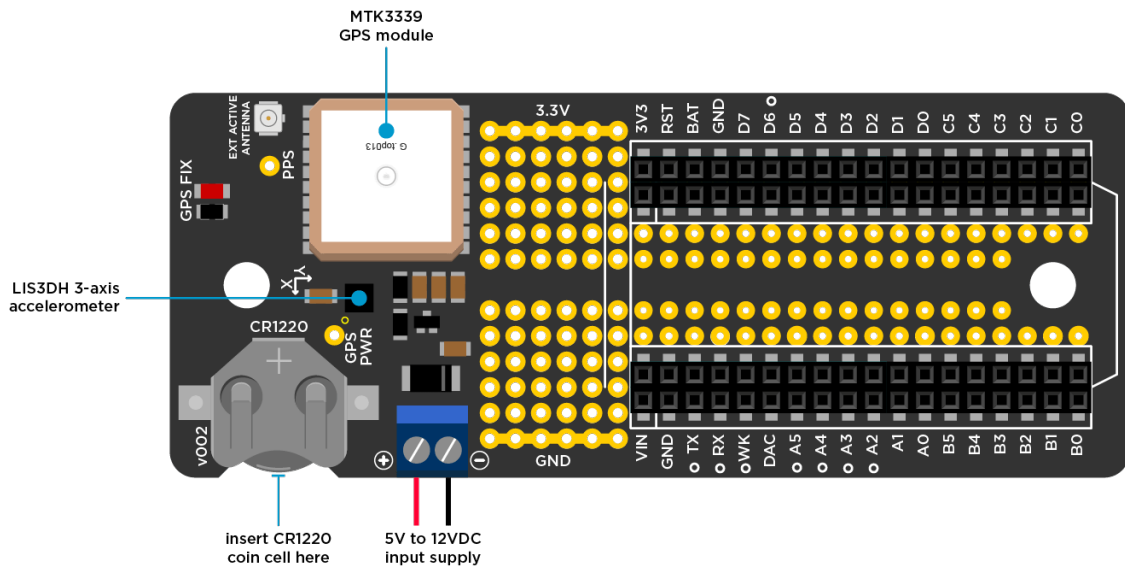 MTK3339
GPS module
EXT ACTIVE
ANTENNA
PPS
GPS FIX
G.top013
3.3V
3V3 RST BAT GND D7 D6 D5 D4 D3 D2 D1 D0 C5 C4 C3 C2 C1 C0
LIS3DH 3-axis
accelerometer
Y
X
CR1220
GPS
PWR
+
v002
+ −
GND
VIN GND TX RX WK DAC A5 A4 A3 A2 A1 A0 B5 B4 B3 B2 B1 B0
insert CR1220
coin cell here
5V to 12VDC
input supply